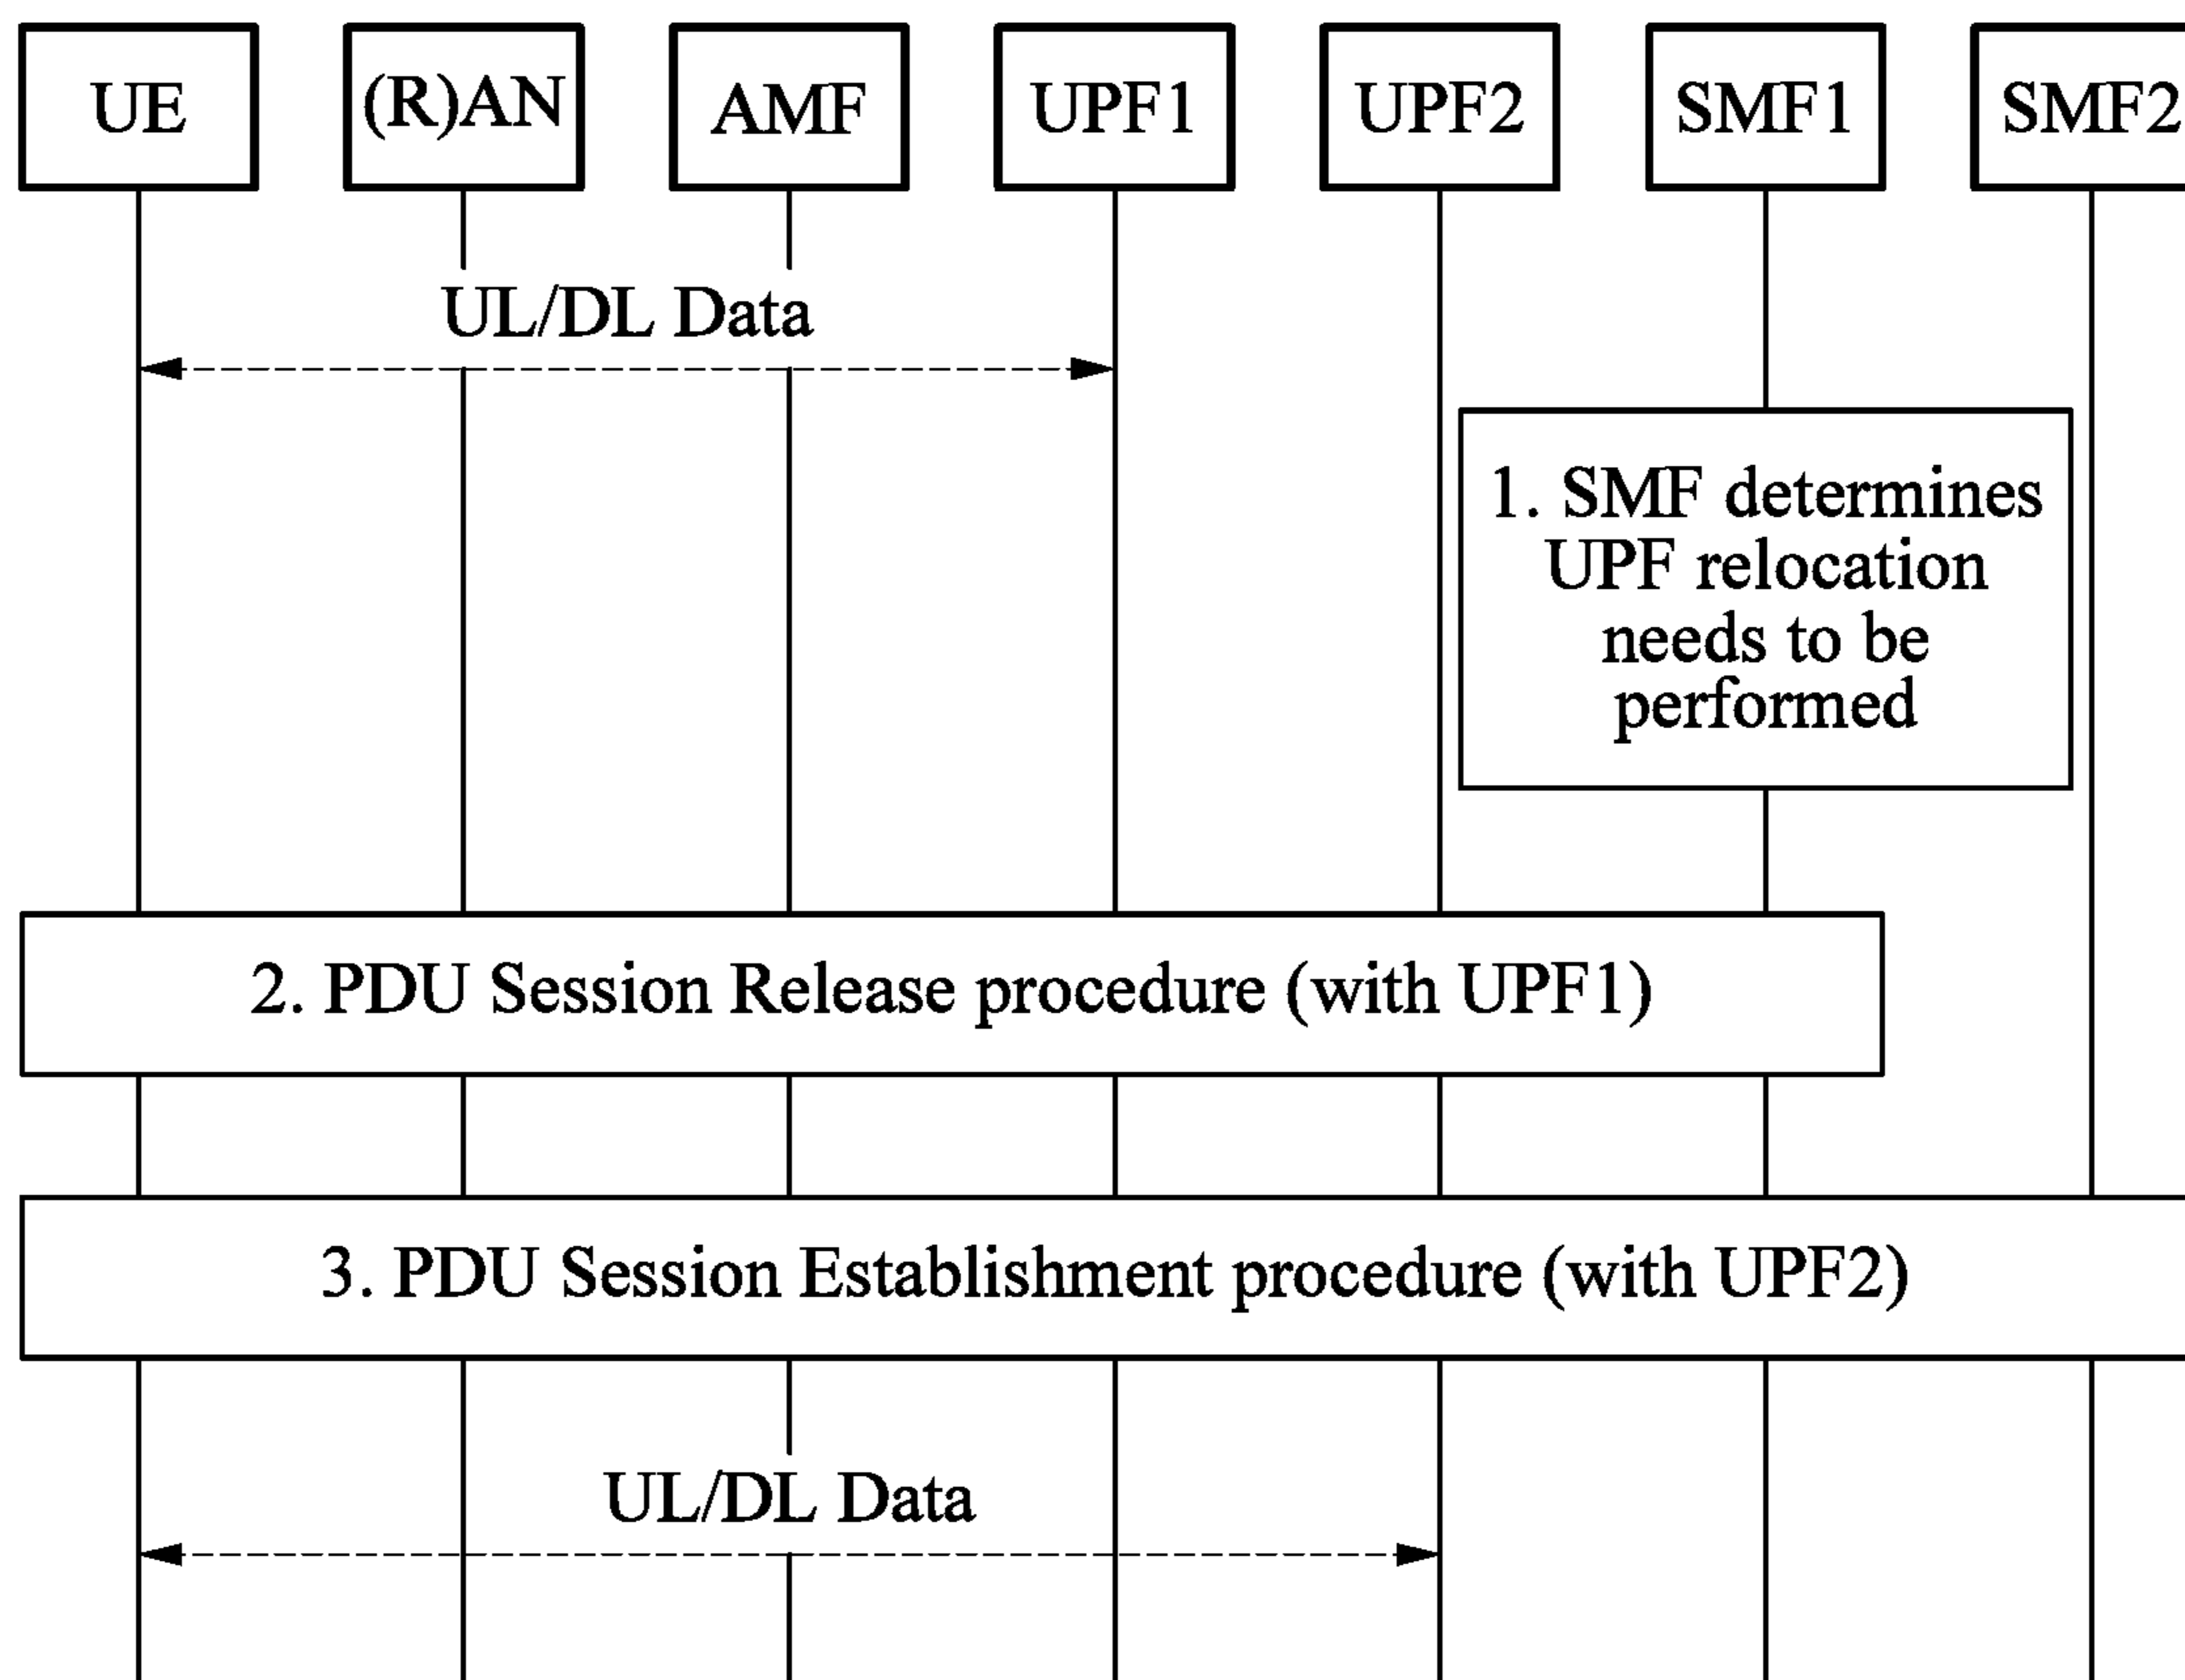 UE
(R)AN
AMF
UPF1
UPF2
SMF1
SMF2
UL/DL Data
1. SMF determines
UPF relocation
needs to be
performed
2. PDU Session Release procedure (with UPF1)
3. PDU Session Establishment procedure (with UPF2)
UL/DL Data